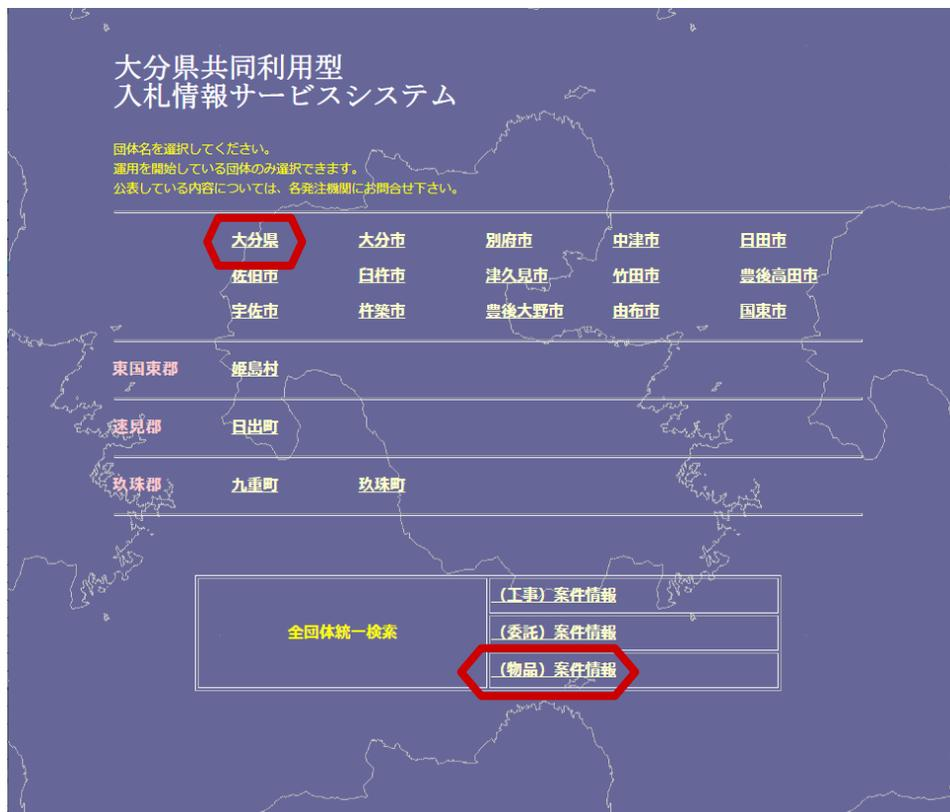 大分県共同利用型
入札情報サービスシステム
団体名を選択してください。
運用を開始している団体のみ選択できます。
公表している内容については、各発注機関にお問合せ下さい。
大分県 大分市 別府市 中津市 日田市
佐伯市 臼杵市 津久見市 竹田市 豊後高田市
宇佐市 杵築市 豊後大野市 由布市 国東市
東国東郡 姫島村
速見郡 日出町
玖珠郡 九重町 玖珠町
全団体統一検索
（工事）案件情報
（委託）案件情報
（物品）案件情報